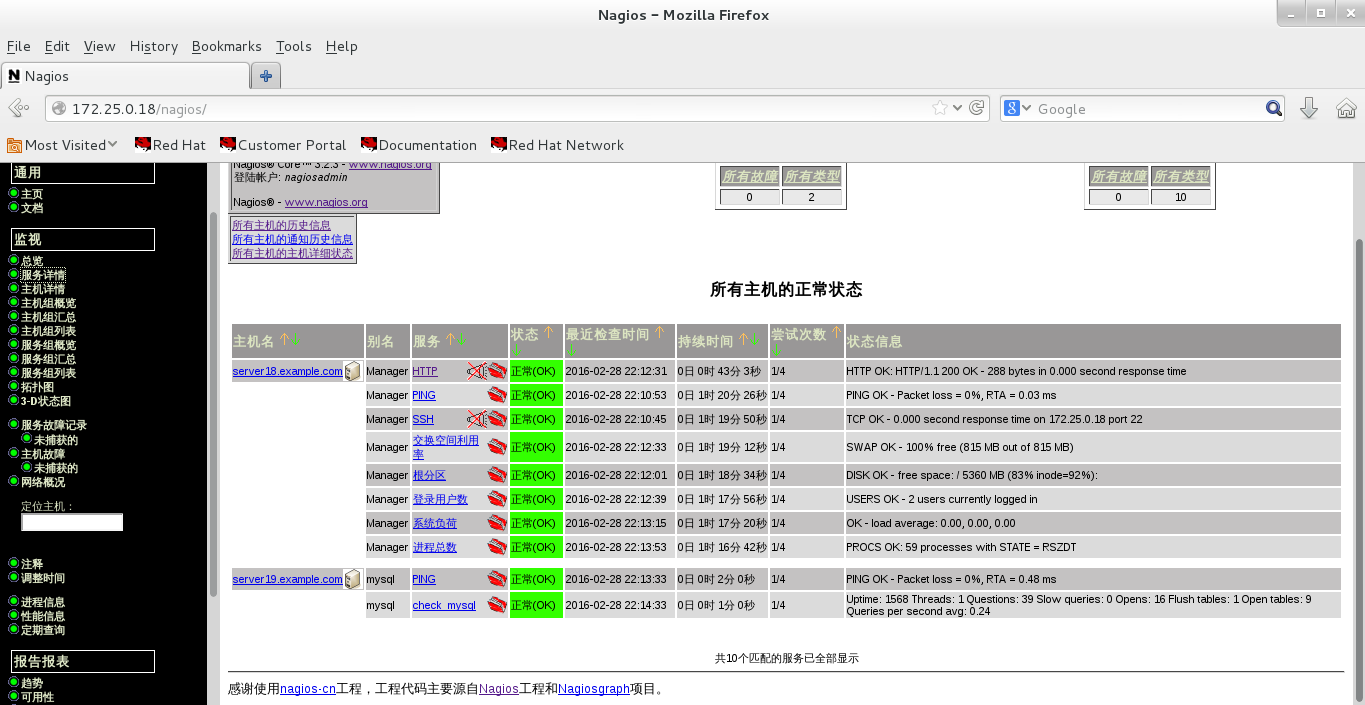 Nagios - Mozilla Firefox
File Edit View History Bookmarks Tools Help
N Nagios
172.25.0.18/nagios/
Google
Most Visited Red Hat Customer Portal Documentation Red Hat Network
通用
主页
文档
监视
总览
服务详情
主机详情
主机组概览
主机组汇总
主机组列表
服务组概览
服务组汇总
服务组列表
拓扑图
3-D状态图
服务故障记录
未捕获的
主机故障
未捕获的
网络概况
定位主机：
注释
调整时间
进程信息
性能信息
定期查询
报告报表
趋势
可用性
Nagios® Core™ 3.2.3 - www.nagios.org
登陆帐户: nagiosadmin
Nagios® - www.nagios.org
所有主机的历史信息
所有主机的通知历史信息
所有主机的主机详细状态
所有故障 所有类型
0 2
所有故障 所有类型
0 10
所有主机的正常状态
主机名 别名 服务 状态 最近检查时间 持续时间 尝试次数 状态信息
server18.example.com Manager HTTP 正常(OK) 2016-02-28 22:12:31 0日 0时 43分 3秒 1/4 HTTP OK: HTTP/1.1 200 OK - 288 bytes in 0.000 second response time
Manager PING 正常(OK) 2016-02-28 22:10:53 0日 1时 20分 26秒 1/4 PING OK - Packet loss = 0%, RTA = 0.03 ms
Manager SSH 正常(OK) 2016-02-28 22:10:45 0日 1时 19分 50秒 1/4 TCP OK - 0.000 second response time on 172.25.0.18 port 22
Manager 交换空间利用率 正常(OK) 2016-02-28 22:12:33 0日 1时 19分 12秒 1/4 SWAP OK - 100% free (815 MB out of 815 MB)
Manager 根分区 正常(OK) 2016-02-28 22:12:01 0日 1时 18分 34秒 1/4 DISK OK - free space: / 5360 MB (83% inode=92%):
Manager 登录用户数 正常(OK) 2016-02-28 22:12:39 0日 1时 17分 56秒 1/4 USERS OK - 2 users currently logged in
Manager 系统负荷 正常(OK) 2016-02-28 22:13:15 0日 1时 17分 20秒 1/4 OK - load average: 0.00, 0.00, 0.00
Manager 进程总数 正常(OK) 2016-02-28 22:13:53 0日 1时 16分 42秒 1/4 PROCS OK: 59 processes with STATE = RSZDT
server19.example.com mysql PING 正常(OK) 2016-02-28 22:13:33 0日 0时 2分 0秒 1/4 PING OK - Packet loss = 0%, RTA = 0.48 ms
mysql check_mysql 正常(OK) 2016-02-28 22:14:33 0日 0时 1分 0秒 1/4 Uptime: 1568 Threads: 1 Questions: 39 Slow queries: 0 Opens: 16 Flush tables: 1 Open tables: 9
Queries per second avg: 0.24
共10个匹配的服务已全部显示
感谢使用nagios-cn工程，工程代码主要源自Nagios工程和Nagiosgraph项目。